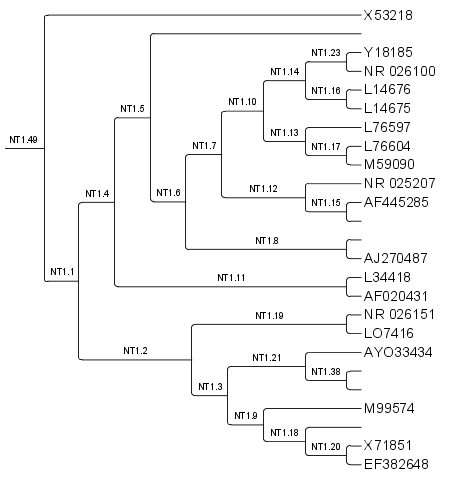 X53218
NT1.23
Y18185
NT1.14
NR 026100
NT1.16
L14676
NT1.5
NT1.10
L14675
L76597
NT1.13
NT1.49
NT1.7
NT1.17
L76604
M59090
NR 025207
NT1.4
NT1.6
NT1.12
NT1.15
AF445285
NT1.8
AJ270487
NT1.1
NT1.11
L34418
AF020431
NT1.19
NR 026151
LO7416
NT1.2
NT1.21
AYO33434
NT1.38
NT1.3
M99574
NT1.9
NT1.18
NT1.20
X71851
EF382648